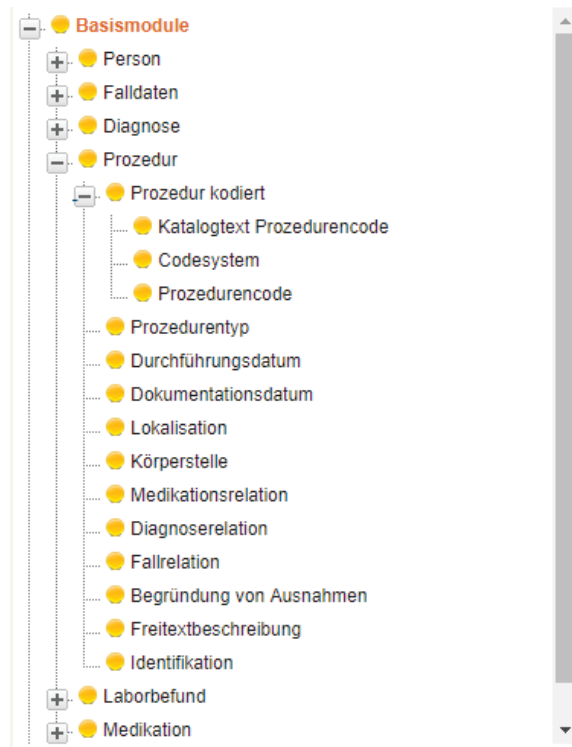 Basismodule
Person
Falldaten
Diagnose
Prozedur
Prozedur kodiert
Katalogtext Prozedurencode
Codesystem
Prozedurencode
Prozedurentyp
Durchführungsdatum
Dokumentationsdatum
Lokalisation
Körperstelle
Medikationsrelation
Diagnoserelation
Fallrelation
Begründung von Ausnahmen
Freitextbeschreibung
Identifikation
Laborbefund
Medikation